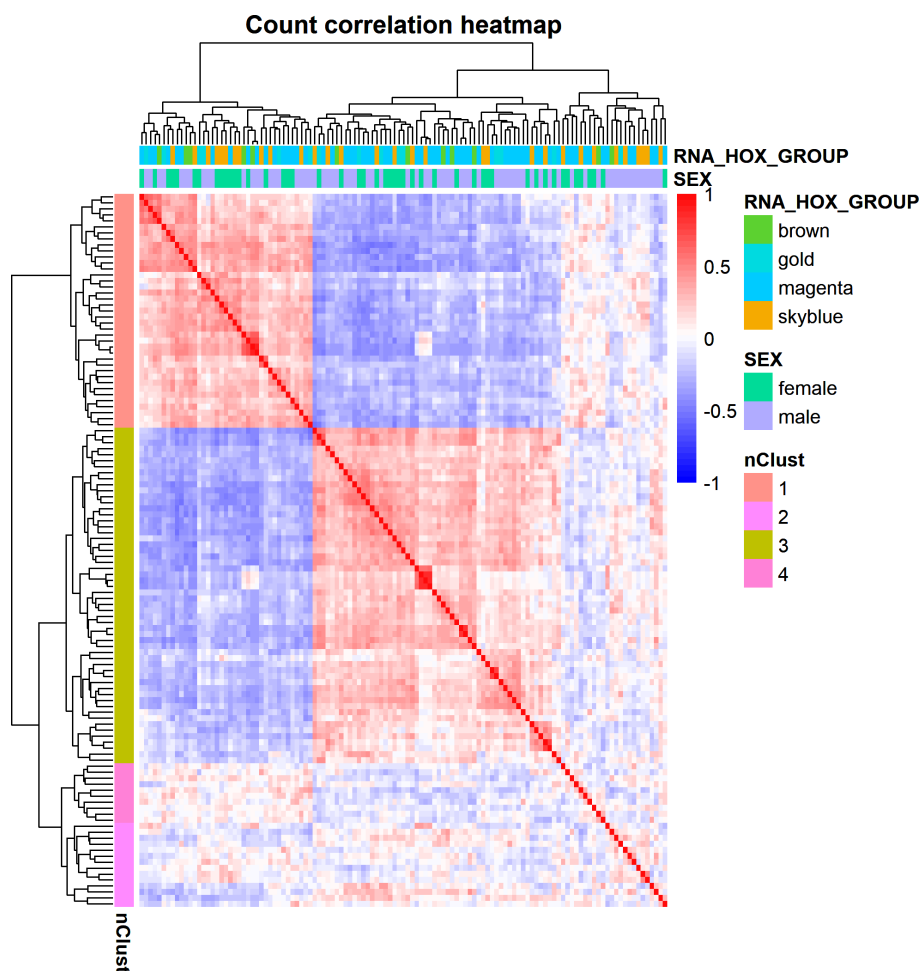 Count correlation heatmap
RNA_HOX_GROUP
SEX
1
0.5
0
-0.5
-1
RNA_HOX_GROUP
brown
gold
magenta
skyblue
SEX
female
male
nClust
1
2
3
4
nClust